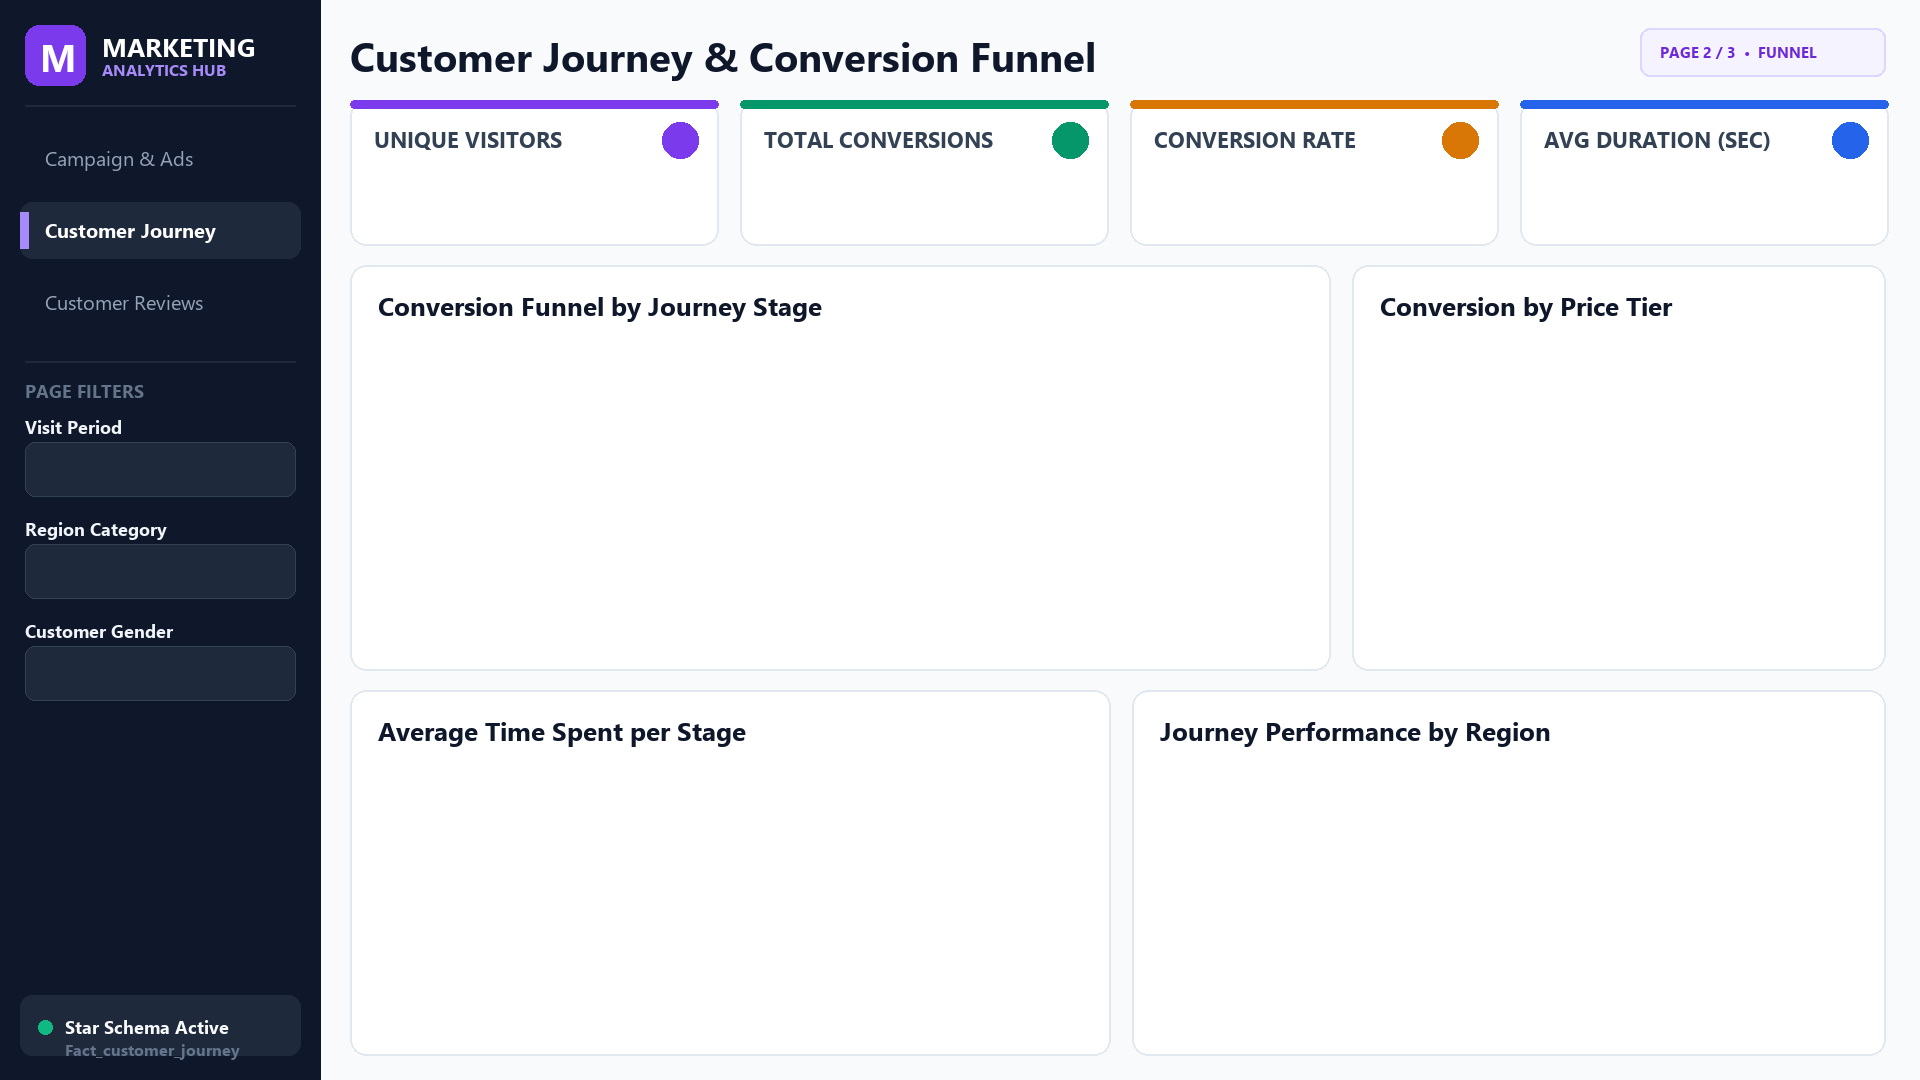 M
MARKETING
ANALYTICS HUB
Campaign & Ads
Customer Journey
Customer Reviews
PAGE FILTERS
Visit Period
Region Category
Customer Gender
Star Schema Active
Fact_customer_journey
Customer Journey & Conversion Funnel
PAGE 2 / 3 • FUNNEL
UNIQUE VISITORS
TOTAL CONVERSIONS
CONVERSION RATE
AVG DURATION (SEC)
Conversion Funnel by Journey Stage
Conversion by Price Tier
Average Time Spent per Stage
Journey Performance by Region